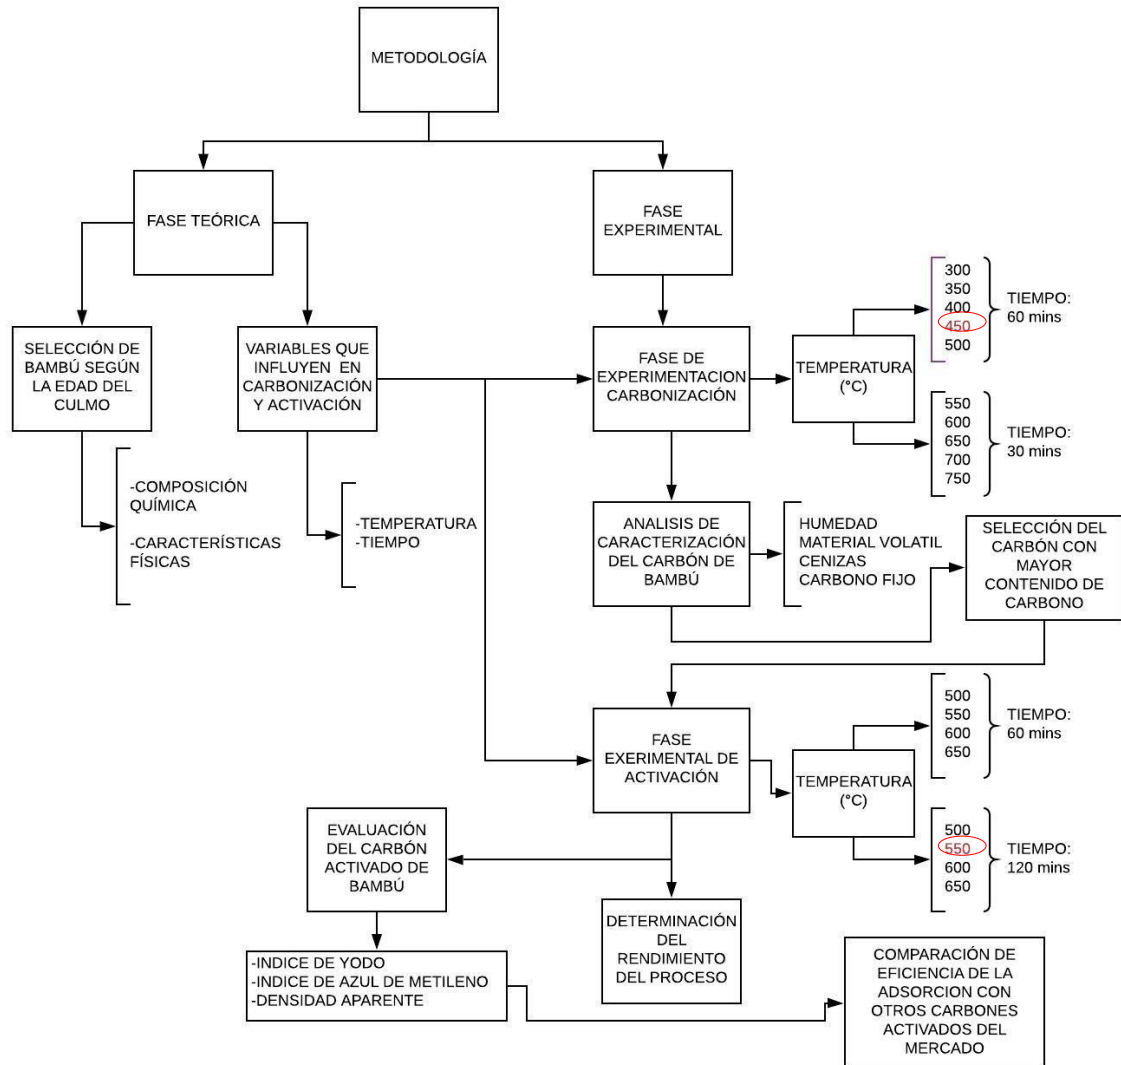 METODOLOGÍA
FASE TEÓRICA
FASE
EXPERIMENTAL
SELECCIÓN DE
BAMBÚ SEGÚN
LA EDAD DEL
CULMO
VARIABLES QUE
INFLUYEN EN
CARBONIZACIÓN
Y ACTIVACIÓN
FASE DE
EXPERIMENTACION
CARBONIZACIÓN
TEMPERATURA
(°C)
300
350
400
450
500
TIEMPO:
60 mins
550
600
650
700
750
TIEMPO:
30 mins
-COMPOSICIÓN
QUÍMICA
-CARACTERÍSTICAS
FÍSICAS
-TEMPERATURA
-TIEMPO
ANALISIS DE
CARACTERIZACIÓN
DEL CARBÓN DE
BAMBÚ
HUMEDAD
MATERIAL VOLATIL
CENIZAS
CARBONO FIJO
SELECCIÓN DEL
CARBÓN CON
MAYOR
CONTENIDO DE
CARBONO
FASE
EXERIMENTAL DE
ACTIVACIÓN
TEMPERATURA
(°C)
500
550
600
650
TIEMPO:
60 mins
500
550
600
650
TIEMPO:
120 mins
EVALUACIÓN
DEL CARBÓN
ACTIVADO DE
BAMBÚ
DETERMINACIÓN
DEL
RENDIMIENTO
DEL PROCESO
-INDICE DE YODO
-INDICE DE AZUL DE METILENO
-DENSIDAD APARENTE
COMPARACIÓN DE
EFICIENCIA DE LA
ADSORCION CON
OTROS CARBONES
ACTIVADOS DEL
MERCADO